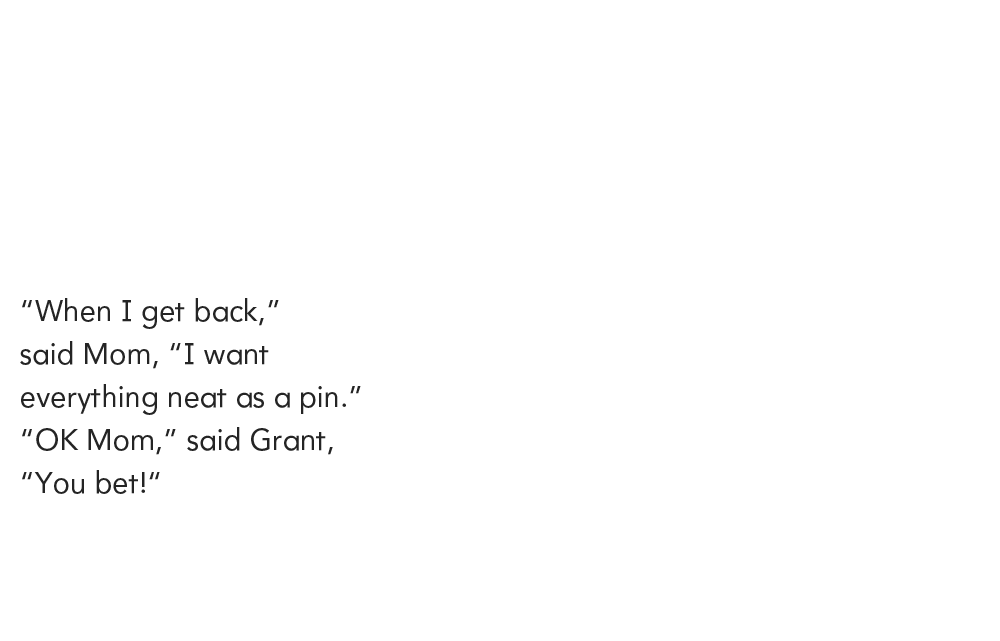 “When I get back,”
said Mom, “I want
everything neat as a pin.”
“OK Mom,” said Grant,
“You bet!“